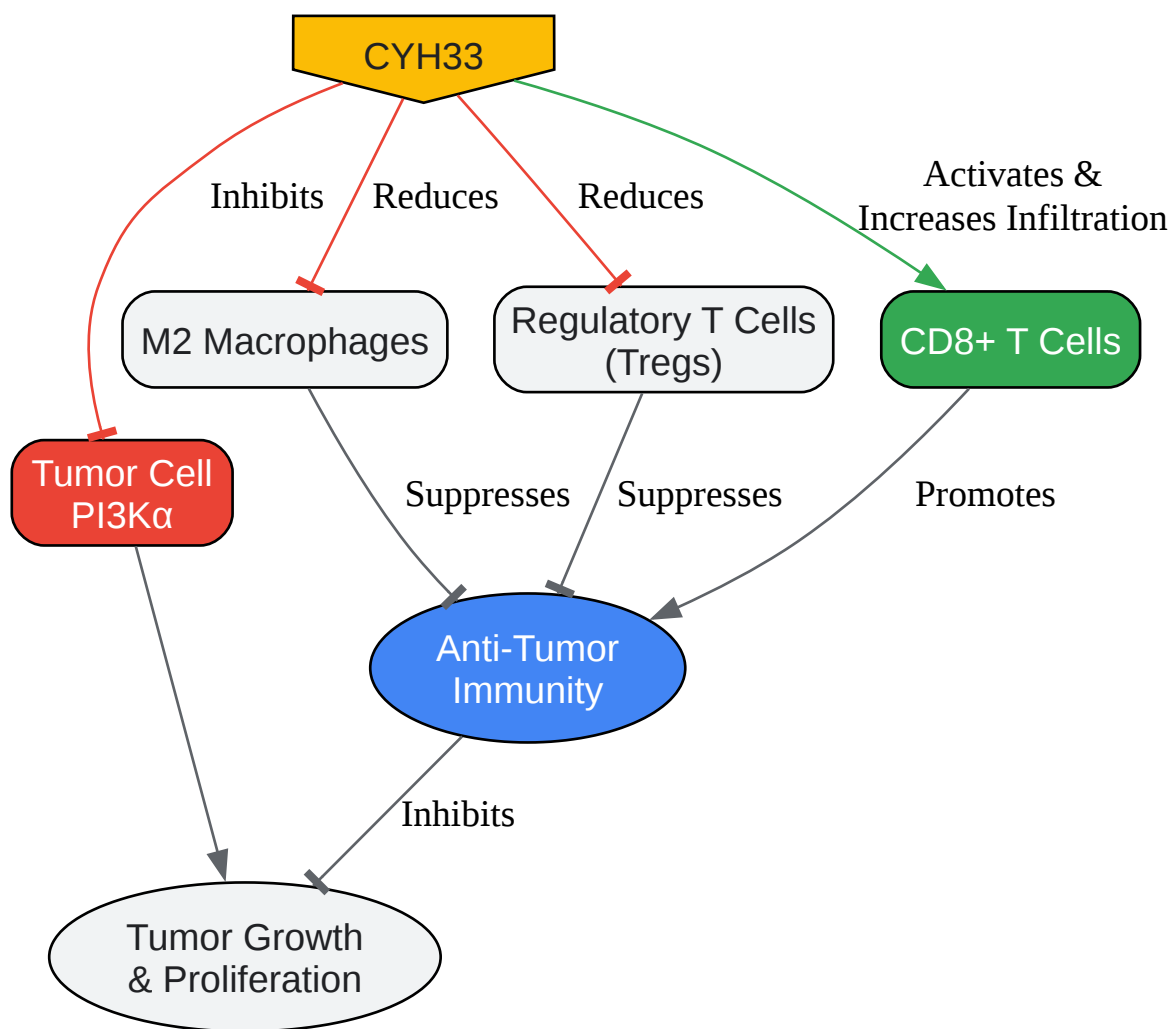 CYH33
Inhibits
Reduces
Reduces
Activates &
Increases Infiltration
M2 Macrophages
Regulatory T Cells
(Tregs)
CD8+ T Cells
Tumor Cell
PI3Kα
Suppresses
Suppresses
Promotes
Anti-Tumor
Immunity
Inhibits
Tumor Growth
& Proliferation